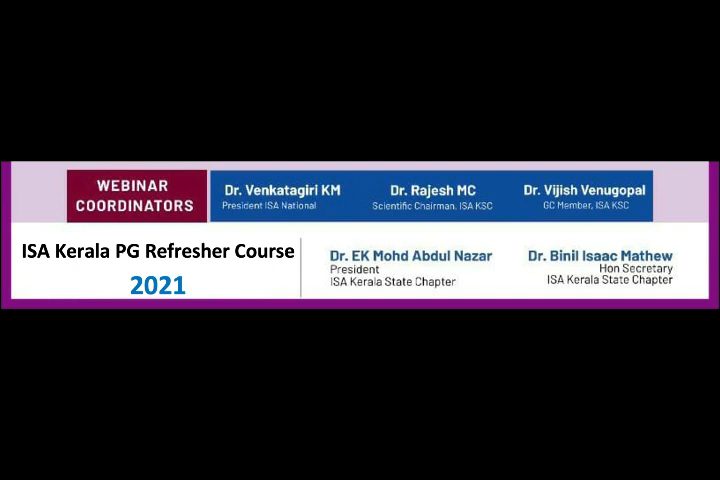 WEBINAR
COORDINATORS
Dr. Venkatagiri KM
President ISA National
Dr. Rajesh MC
Scientific Chairman, ISA KSC
Dr. Vijish Venugopal
GC Member, ISA KSC
ISA Kerala PG Refresher Course
2021
Dr. EK Mohd Abdul Nazar
President
ISA Kerala State Chapter
Dr. Binil Isaac Mathew
Hon Secretary
ISA Kerala State Chapter